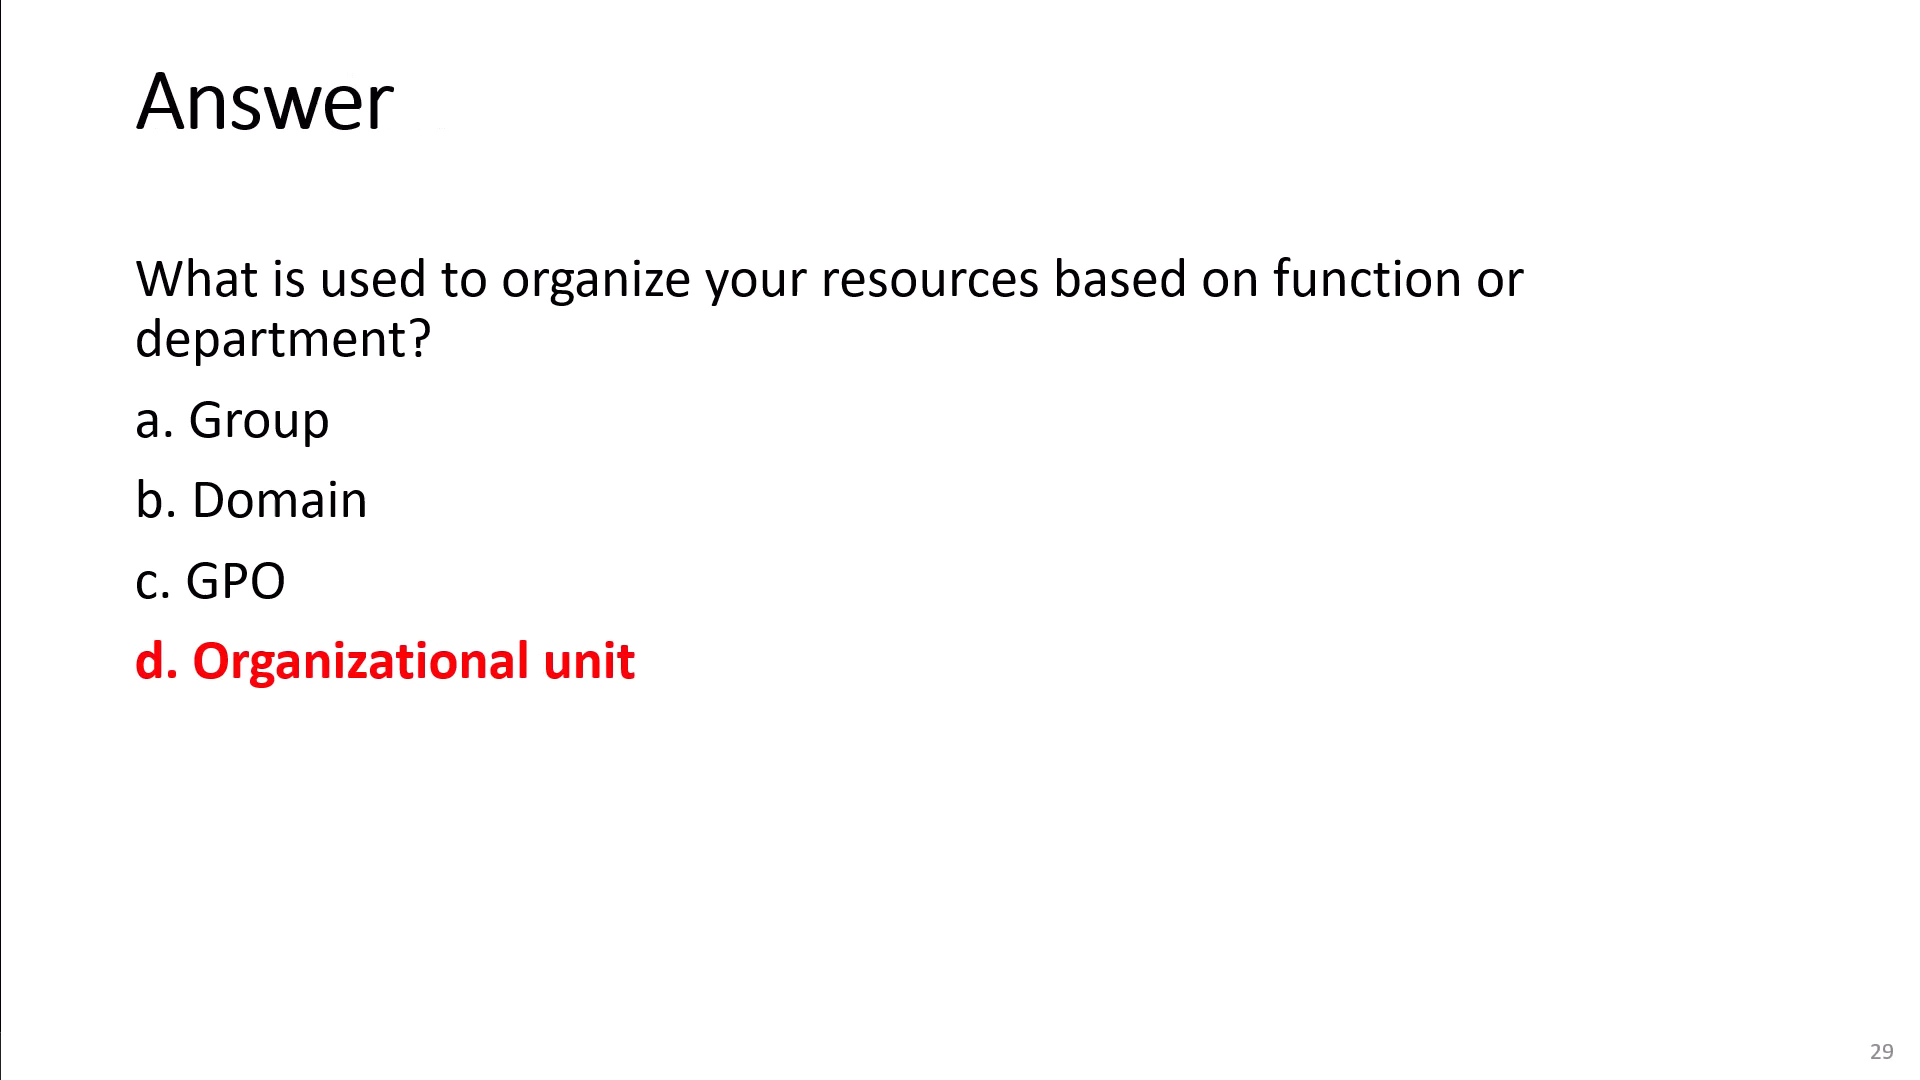 Answer
What is used to organize your resources based on function or
department?
a. Group
b. Domain
c. GPO
d. Organizational unit
29